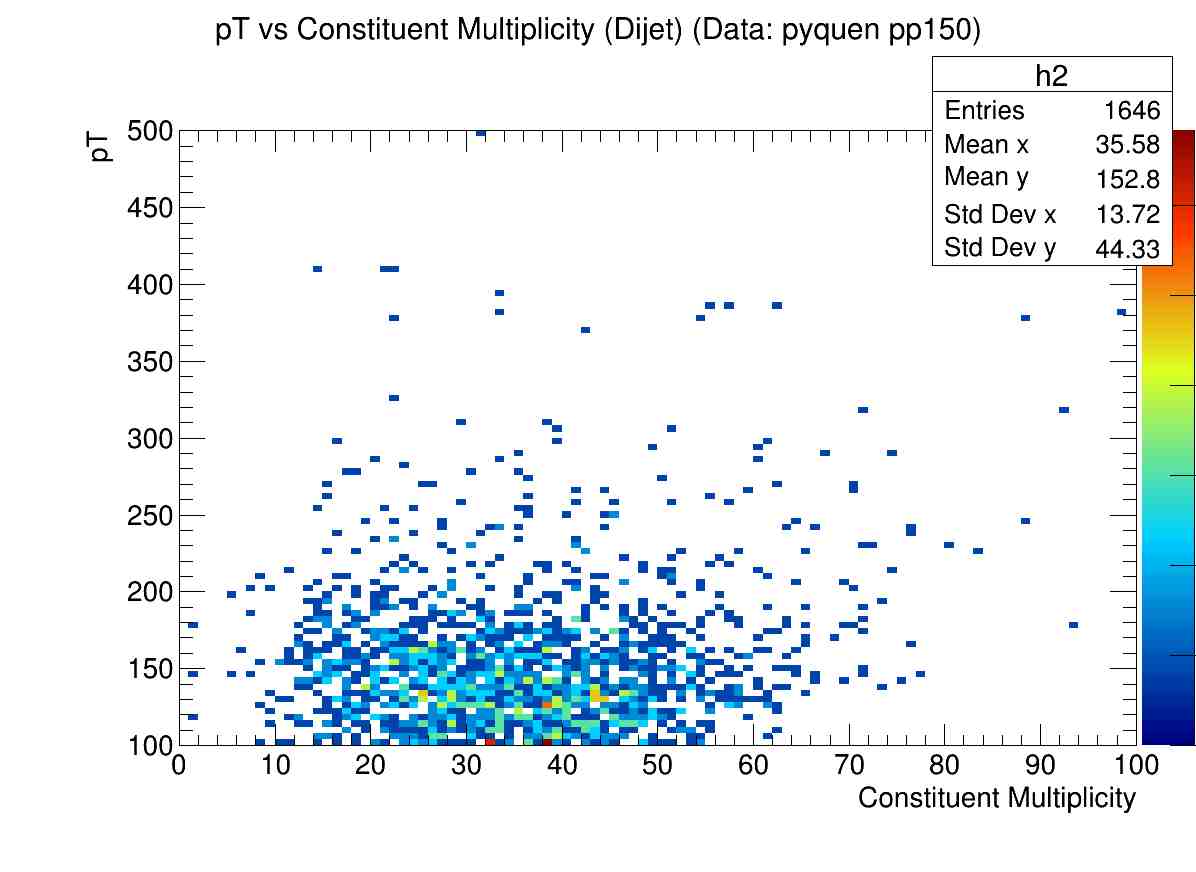 pT vs Constituent Multiplicity (Dijet) (Data: pyquen pp150)
h2
Entries 1646
Mean x 35.58
Mean y 152.8
Std Dev x 13.72
Std Dev y 44.33
pT
500
450
400
350
300
250
200
150
100
0 10 20 30 40 50 60 70 80 90 100
Constituent Multiplicity